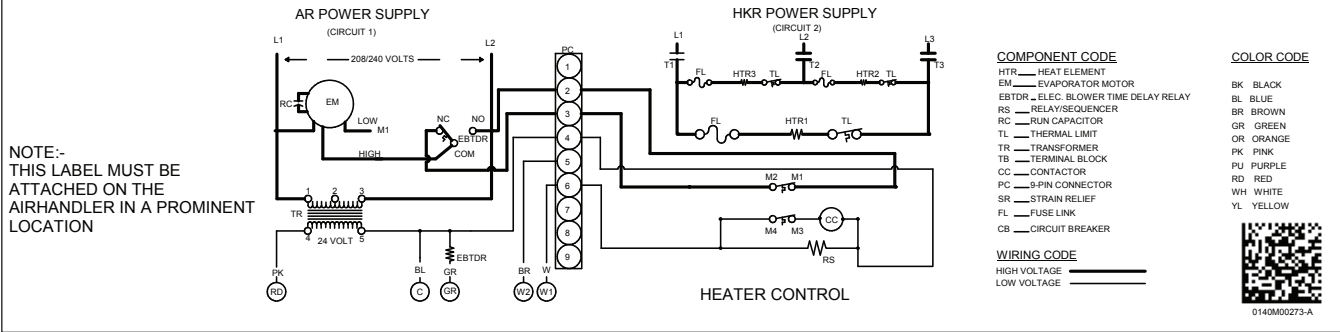 NOTE:-
THIS LABEL MUST BE
ATTACHED ON THE
AIRHANDLER IN A PROMINENT
LOCATION
AR POWER SUPPLY
(CIRCUIT 1)
L1
L2
208/240 VOLTS
RC
EM
LOW
M1
HIGH
NC
NO
EBTDR
COM
1 2 3
TR
4 24 VOLT 5
EBTDR
PK
RD
BL
C
GR
GR
BR
W2
W
W1
PC
1
2
3
4
5
6
7
8
9
HKR POWER SUPPLY
(CIRCUIT 2)
L1
L2
L3
T1
T2
T3
FL
HTR3
TL
FL
HTR2
TL
FL
HTR1
TL
M2 M1
M4 M3
CC
RS
HEATER CONTROL
COMPONENT CODE
HTR HEAT ELEMENT
EM EVAPORATOR MOTOR
EBTDR ELEC. BLOWER TIME DELAY RELAY
RS RELAY/SEQUENCER
RC RUN CAPACITOR
TL THERMAL LIMIT
TR TRANSFORMER
TB TERMINAL BLOCK
CC CONTACTOR
PC 9-PIN CONNECTOR
SR STRAIN RELIEF
FL FUSE LINK
CB CIRCUIT BREAKER
WIRING CODE
HIGH VOLTAGE
LOW VOLTAGE
COLOR CODE
BK BLACK
BL BLUE
BR BROWN
GR GREEN
OR ORANGE
PK PINK
PU PURPLE
RD RED
WH WHITE
YL YELLOW
0140M00273-A